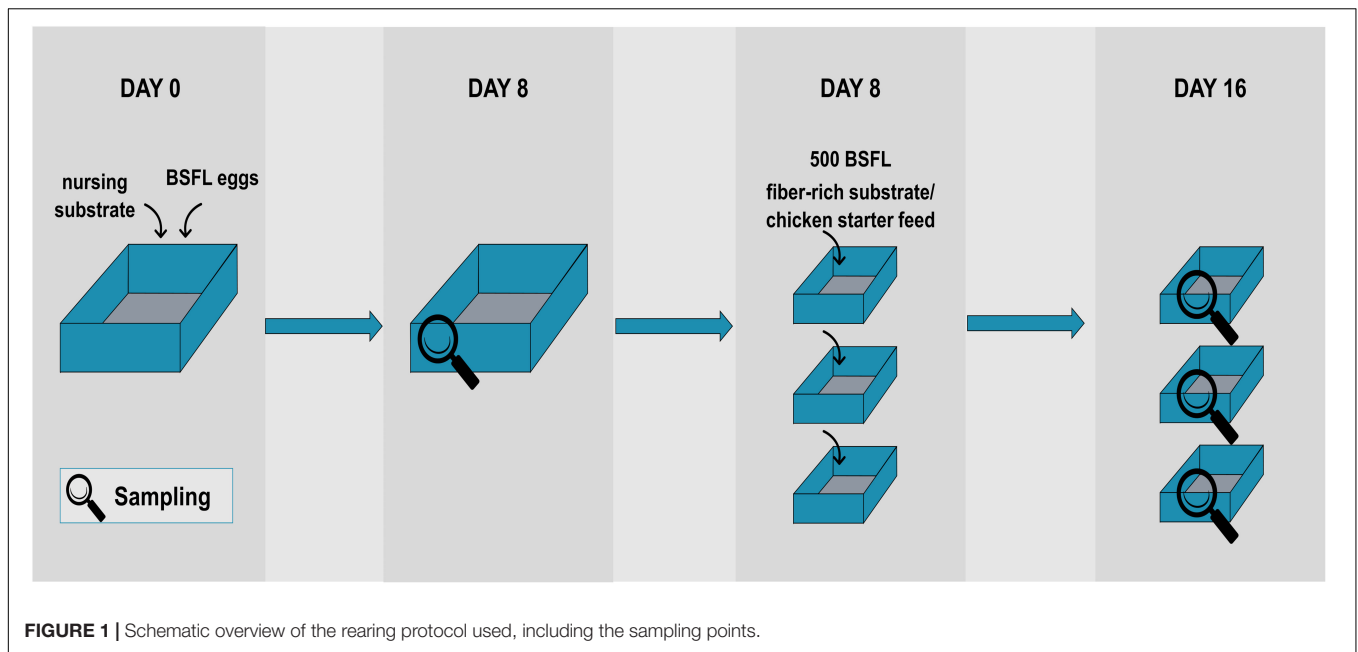 DAY 0
nursing
substrate
BSFL eggs
Sampling
DAY 8
DAY 8
500 BSFL
fiber-rich substrate/
chicken starter feed
DAY 16
FIGURE 1 | Schematic overview of the rearing protocol used, including the sampling points.